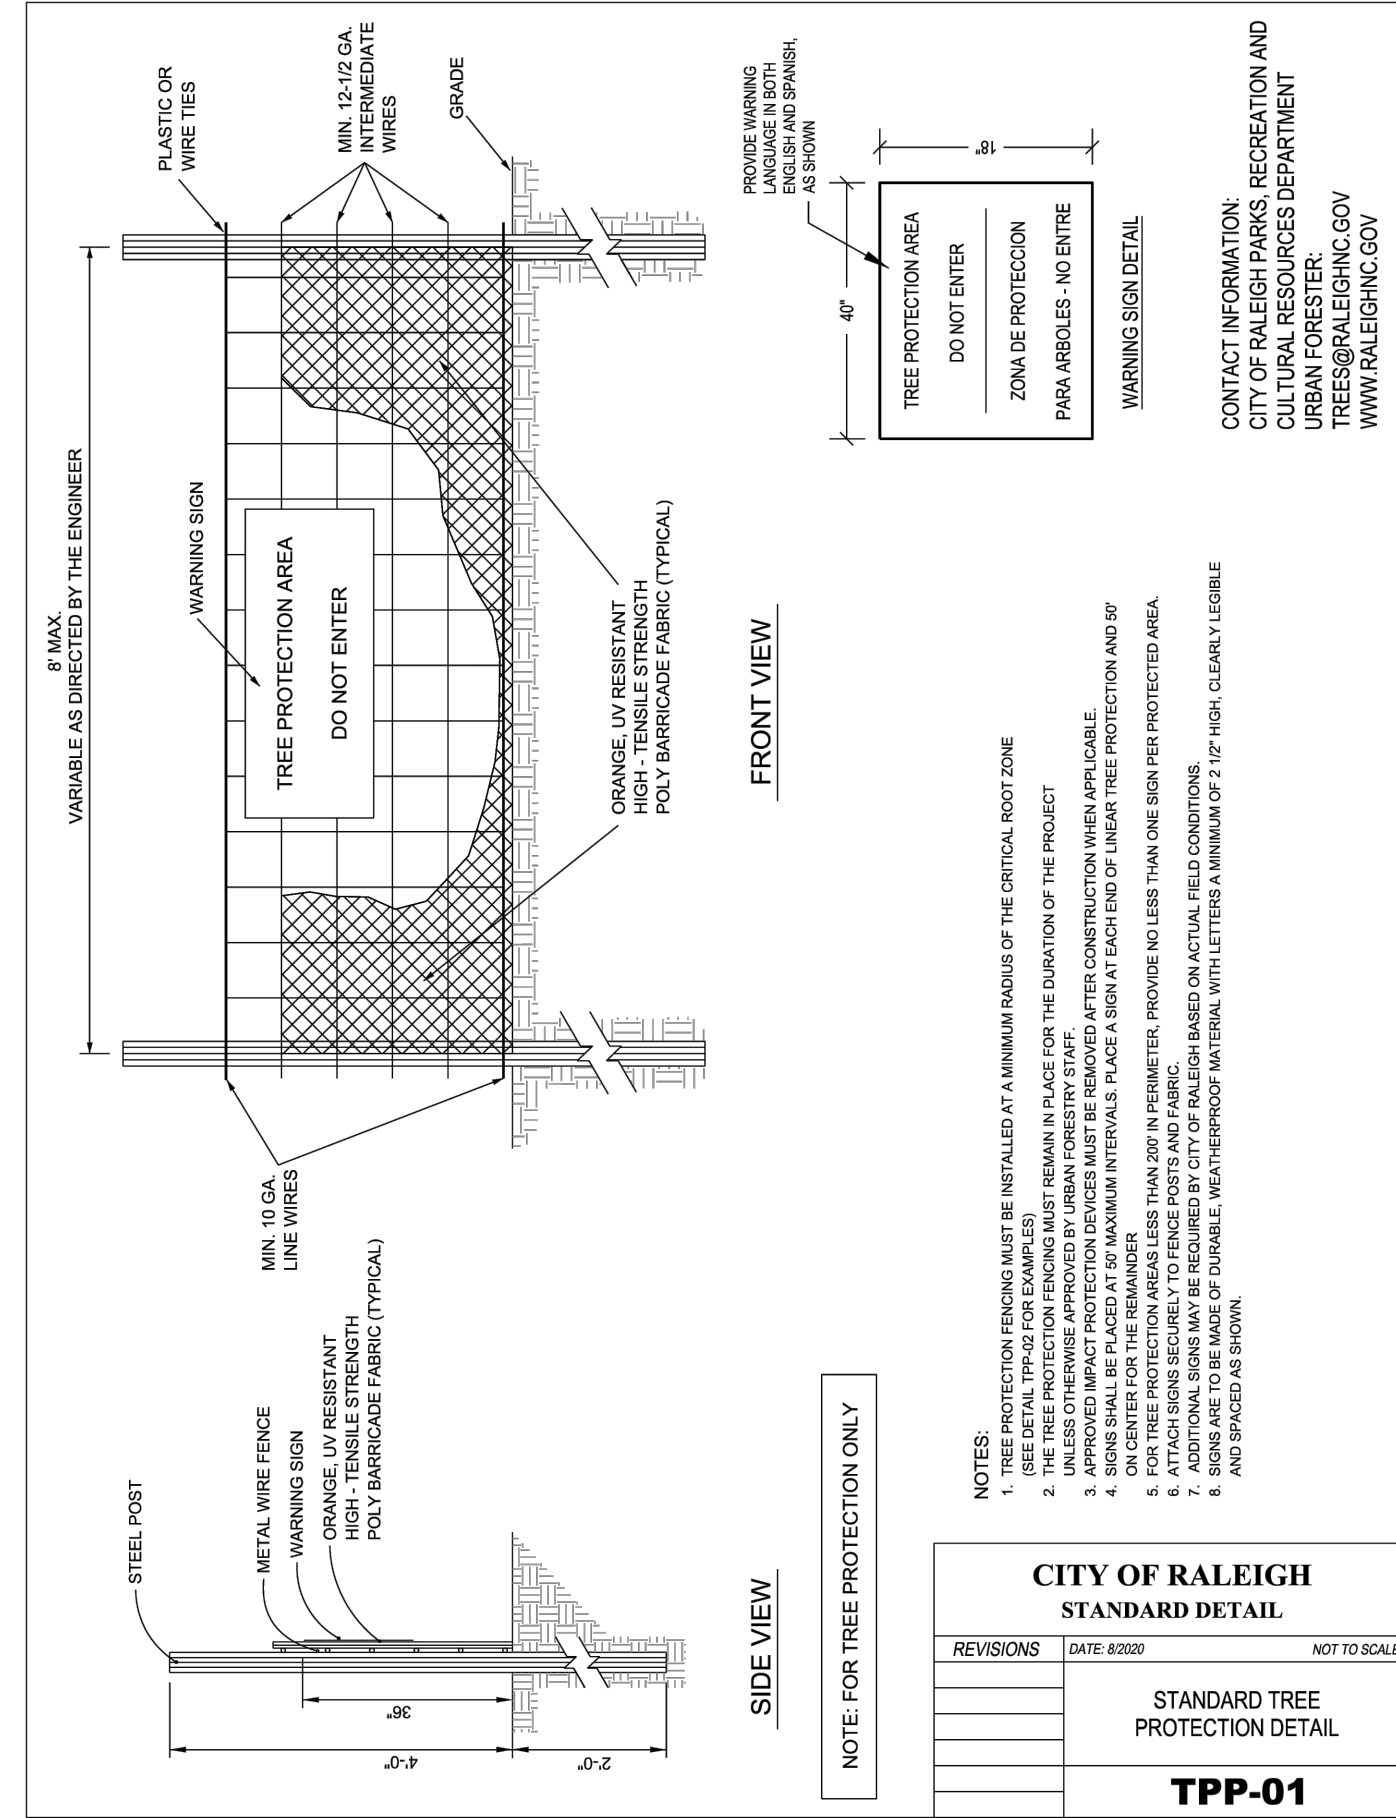 8' MAX.
VARIABLE AS DIRECTED BY THE ENGINEER
STEEL POST
METAL WIRE FENCE
WARNING SIGN
ORANGE, UV RESISTANT
HIGH - TENSILE STRENGTH
POLY BARRICADE FABRIC (TYPICAL)
36"
4'-0"
2'-0"
SIDE VIEW
MIN. 10 GA.
LINE WIRES
WARNING SIGN
TREE PROTECTION AREA
DO NOT ENTER
PLASTIC OR
WIRE TIES
MIN. 12-1/2 GA.
INTERMEDIATE
WIRES
GRADE
ORANGE, UV RESISTANT
HIGH - TENSILE STRENGTH
POLY BARRICADE FABRIC (TYPICAL)
FRONT VIEW
NOTE: FOR TREE PROTECTION ONLY
PROVIDE WARNING
LANGUAGE IN BOTH
ENGLISH AND SPANISH,
AS SHOWN
40"
18"
TREE PROTECTION AREA
DO NOT ENTER
ZONA DE PROTECCION
PARA ARBOLES - NO ENTRE
WARNING SIGN DETAIL
NOTES:
1. TREE PROTECTION FENCING MUST BE INSTALLED AT A MINIMUM RADIUS OF THE CRITICAL ROOT ZONE
(SEE DETAIL TPP-02 FOR EXAMPLES)
2. THE TREE PROTECTION FENCING MUST REMAIN IN PLACE FOR THE DURATION OF THE PROJECT
UNLESS OTHERWISE APPROVED BY URBAN FORESTRY STAFF.
3. APPROVED IMPACT PROTECTION DEVICES MUST BE REMOVED AFTER CONSTRUCTION WHEN APPLICABLE.
4. SIGNS SHALL BE PLACED AT 50' MAXIMUM INTERVALS. PLACE A SIGN AT EACH END OF LINEAR TREE PROTECTION AND 50'
ON CENTER FOR THE REMAINDER
5. FOR TREE PROTECTION AREAS LESS THAN 200' IN PERIMETER, PROVIDE NO LESS THAN ONE SIGN PER PROTECTED AREA.
6. ATTACH SIGNS SECURELY TO FENCE POSTS AND FABRIC.
7. ADDITIONAL SIGNS MAY BE REQUIRED BY CITY OF RALEIGH BASED ON ACTUAL FIELD CONDITIONS.
8. SIGNS ARE TO BE MADE OF DURABLE, WEATHERPROOF MATERIAL WITH LETTERS A MINIMUM OF 2 1/2" HIGH, CLEARLY LEGIBLE
AND SPACED AS SHOWN.
CONTACT INFORMATION:
CITY OF RALEIGH PARKS, RECREATION AND
CULTURAL RESOURCES DEPARTMENT
URBAN FORESTER:
TREES@RALEIGHNC.GOV
WWW.RALEIGHNC.GOV
CITY OF RALEIGH
STANDARD DETAIL
REVISIONS
DATE: 8/2020
NOT TO SCALE
STANDARD TREE
PROTECTION DETAIL
TPP-01